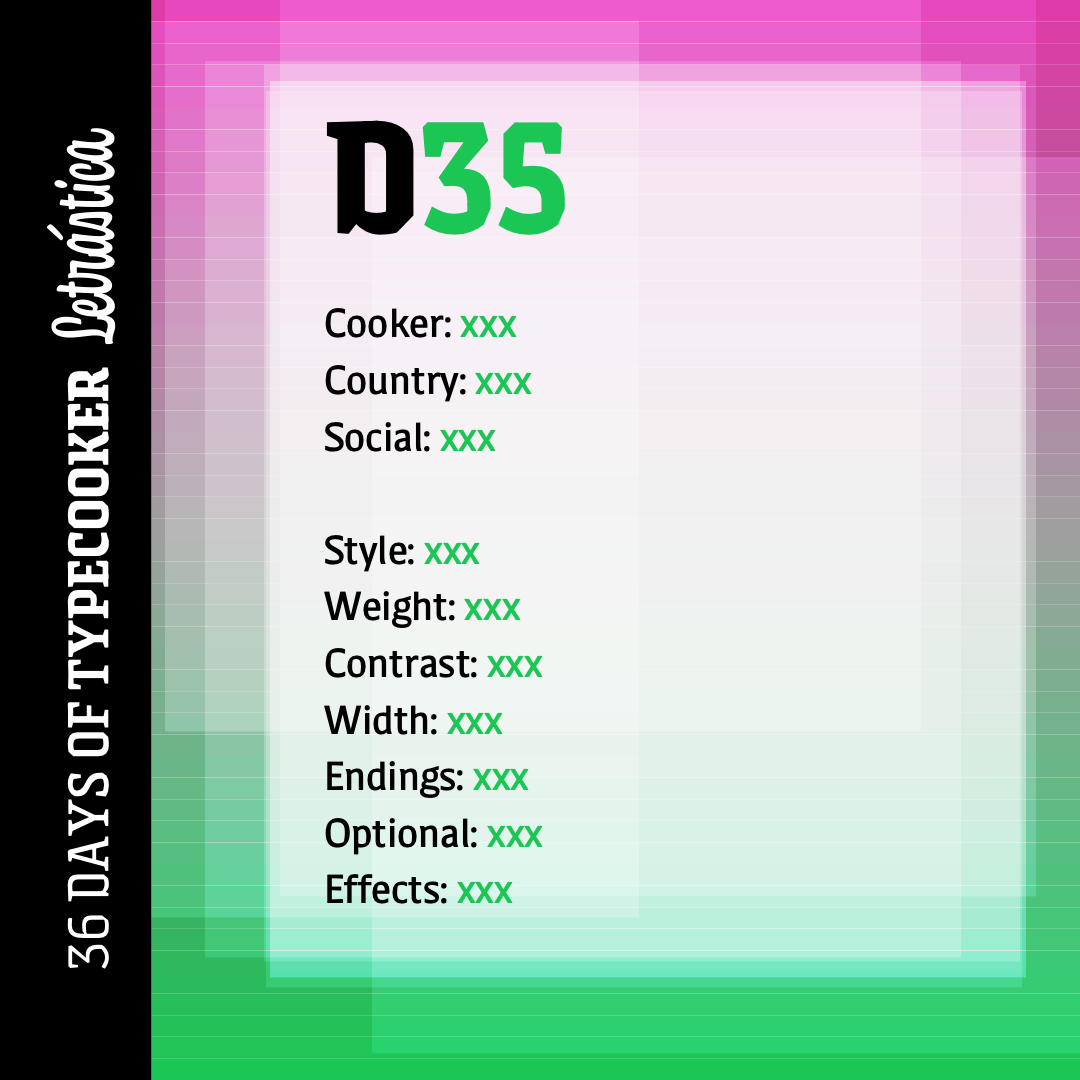 36 DAYS OF TYPECOOKER Letrástica
D35
Cooker: xxx
Country: xxx
Social: xxx
Style: xxx
Weight: xxx
Contrast: xxx
Width: xxx
Endings: xxx
Optional: xxx
Effects: xxx